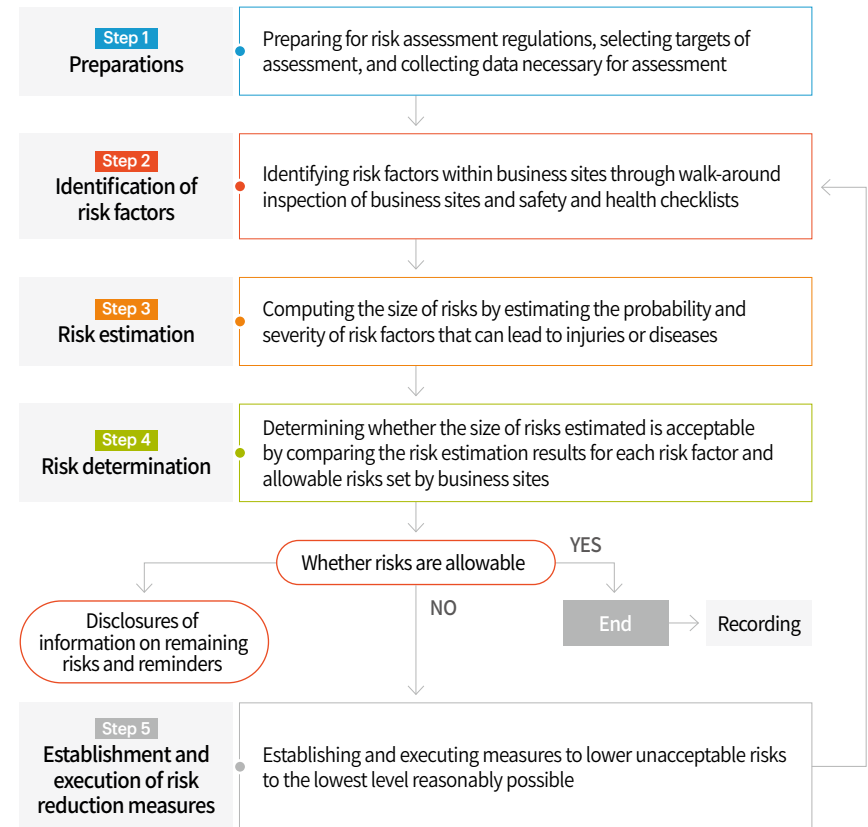 Step 1
Preparations
Preparing for risk assessment regulations, selecting targets of
assessment, and collecting data necessary for assessment
Step 2
Identification of
risk factors
Identifying risk factors within business sites through walk-around
inspection of business sites and safety and health checklists
Step 3
Risk estimation
Computing the size of risks by estimating the probability and
severity of risk factors that can lead to injuries or diseases
Step 4
Risk determination
Determining whether the size of risks estimated is acceptable
by comparing the risk estimation results for each risk factor and
allowable risks set by business sites
Whether risks are allowable
YES
NO
Disclosures of
information on remaining
risks and reminders
End
Recording
Step 5
Establishment and
execution of risk
reduction measures
Establishing and executing measures to lower unacceptable risks
to the lowest level reasonably possible